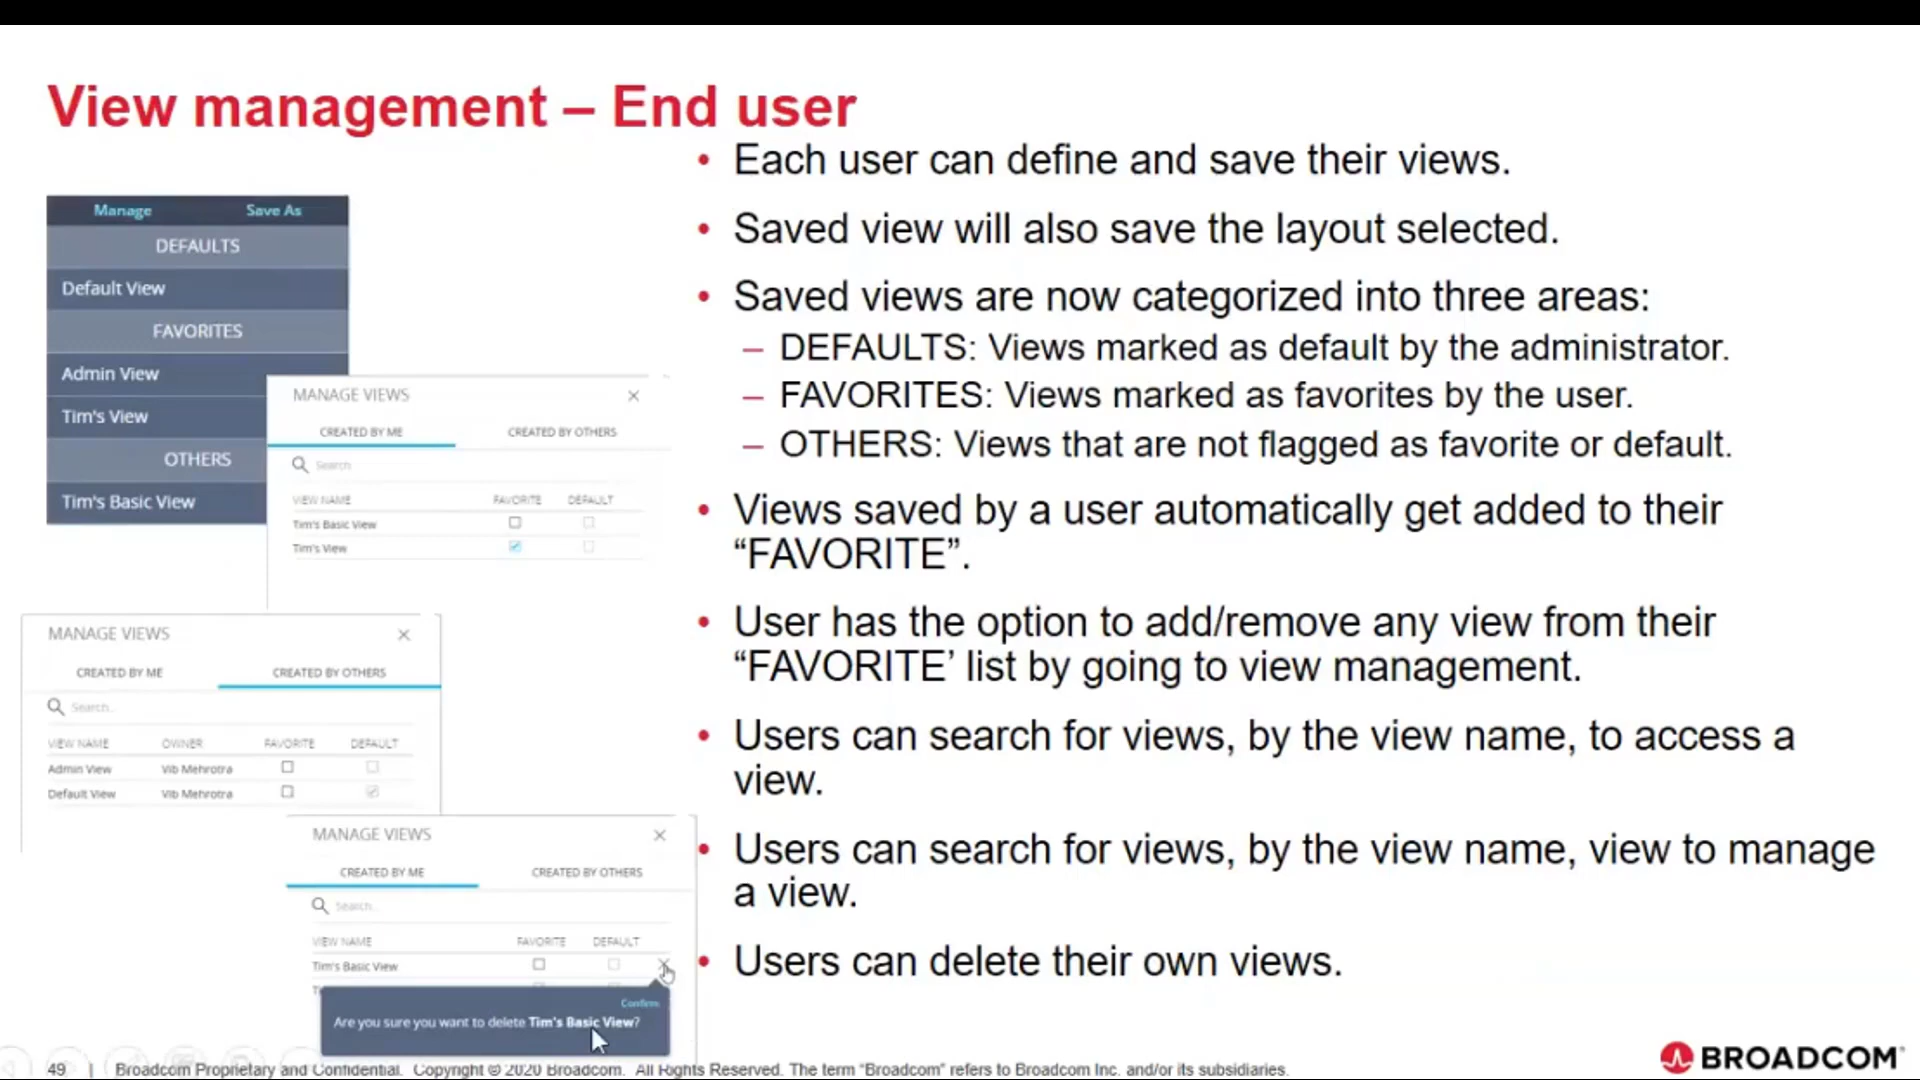 View management – End user
Manage Save As
DEFAULTS
Default View
FAVORITES
Admin View
Tim's View
OTHERS
Tim's Basic View
MANAGE VIEWS
CREATED BY ME CREATED BY OTHERS
Search
VIEW NAME FAVORITE DEFAULT
Tim's Basic View
Tim's View
MANAGE VIEWS
CREATED BY ME CREATED BY OTHERS
Search..
VIEW NAME OWNER FAVORITE DEFAULT
Admin View Vib Mehrotra
Default View Vib Mehrotra
MANAGE VIEWS
CREATED BY ME CREATED BY OTHERS
Search..
VIEW NAME FAVORITE DEFAULT
Tim's Basic View
Confirm
Are you sure you want to delete Tim's Basic View?
• Each user can define and save their views.
• Saved view will also save the layout selected.
• Saved views are now categorized into three areas:
– DEFAULTS: Views marked as default by the administrator.
– FAVORITES: Views marked as favorites by the user.
– OTHERS: Views that are not flagged as favorite or default.
• Views saved by a user automatically get added to their
“FAVORITE”.
• User has the option to add/remove any view from their
“FAVORITE’ list by going to view management.
• Users can search for views, by the view name, to access a
view.
• Users can search for views, by the view name, view to manage
a view.
• Users can delete their own views.
49 | Broadcom Proprietary and Confidential. Copyright © 2020 Broadcom. All Rights Reserved. The term “Broadcom” refers to Broadcom Inc. and/or its subsidiaries.
BROADCOM®